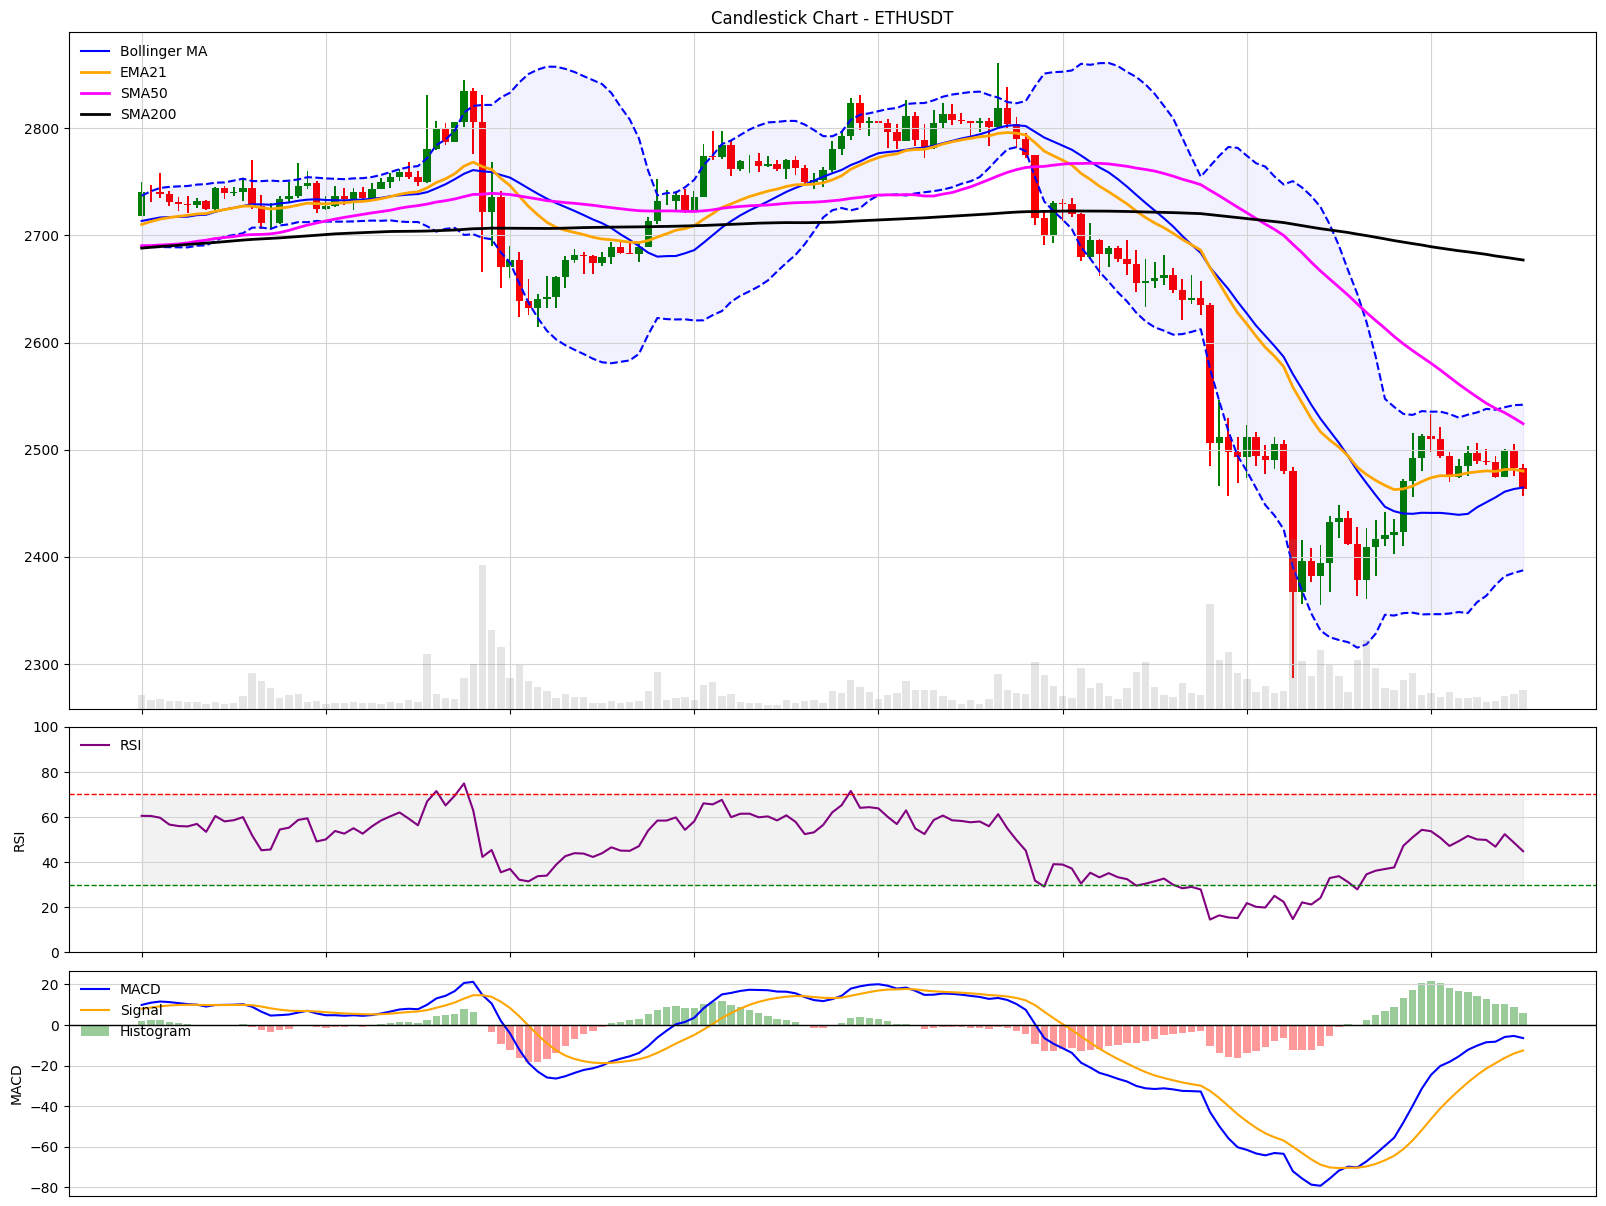 Candlestick Chart - ETHUSDT
Bollinger MA
EMA21
SMA50
SMA200
2800
2700
2600
2500
2400
2300
RSI
100
80
60
40
20
0
RSI
MACD
Signal
Histogram
20
0
−20
−40
−60
−80
MACD